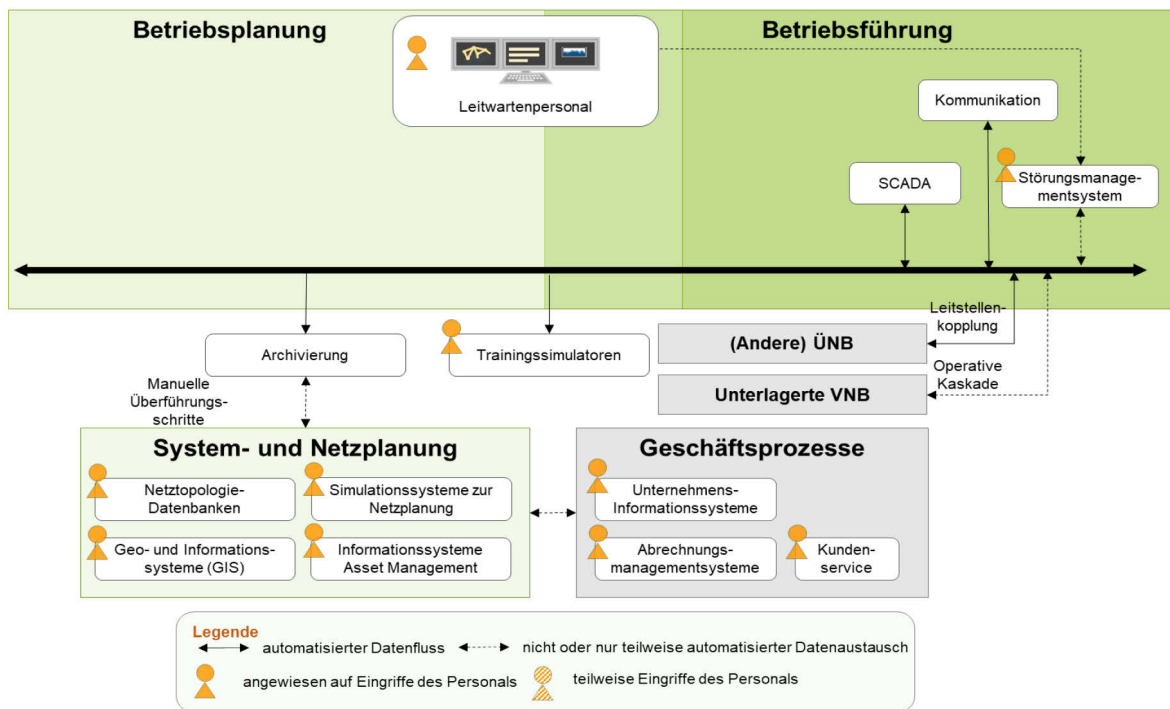 Betriebsplanung
Betriebsführung
Leitwartenpersonal
Kommunikation
SCADA
Störungsmanage-
mentsystem
Archivierung
Trainingssimulatoren
(Andere) ÜNB
Leitstellen-
kopplung
Unterlagerte VNB
Operative
Kaskade
Manuelle
Überführungs-
schritte
System- und Netzplanung
Netztopologie-
Datenbanken
Simulationssysteme zur
Netzplanung
Geo- und Informations-
systeme (GIS)
Informationssysteme
Asset Management
Geschäftsprozesse
Unternehmens-
Informationssysteme
Abrechnungs-
managementsysteme
Kunden-
service
Legende
automatisierter Datenfluss
nicht oder nur teilweise automatisierter Datenaustausch
angewiesen auf Eingriffe des Personals
teilweise Eingriffe des Personals